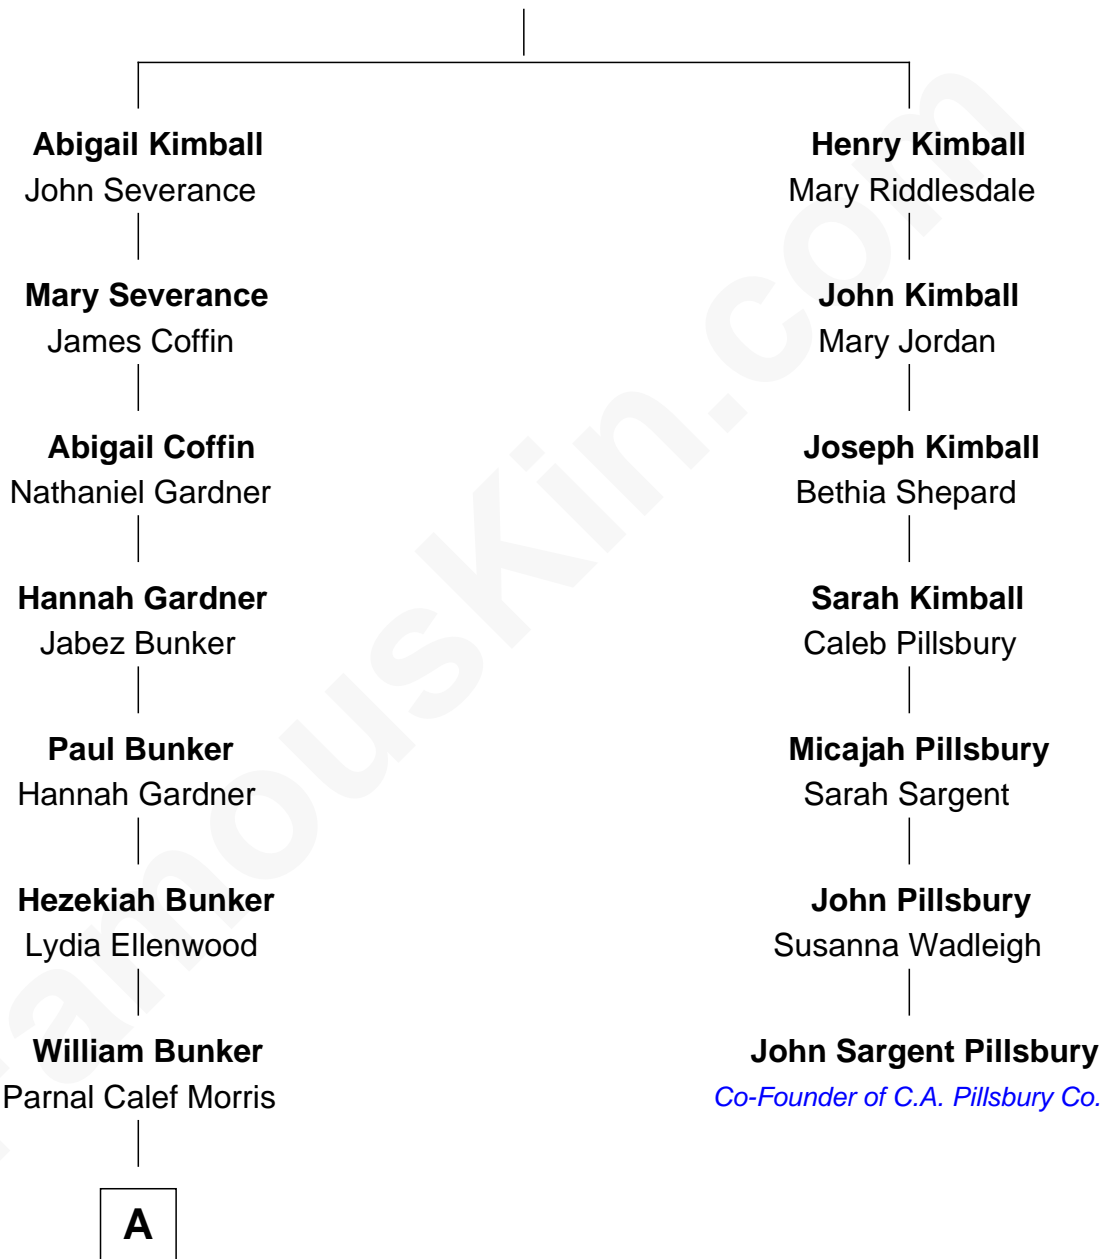 Abigail Kimball
John Severance
Henry Kimball
Mary Riddlesdale
Mary Severance
James Coffin
John Kimball
Mary Jordan
Abigail Coffin
Nathaniel Gardner
Joseph Kimball
Bethia Shepard
Hannah Gardner
Jabez Bunker
Sarah Kimball
Caleb Pillsbury
Paul Bunker
Hannah Gardner
Micajah Pillsbury
Sarah Sargent
Hezekiah Bunker
Lydia Ellenwood
John Pillsbury
Susanna Wadleigh
William Bunker
Parnal Calef Morris
John Sargent Pillsbury
Co-Founder of C.A. Pillsbury Co.
A
FamousKin.com